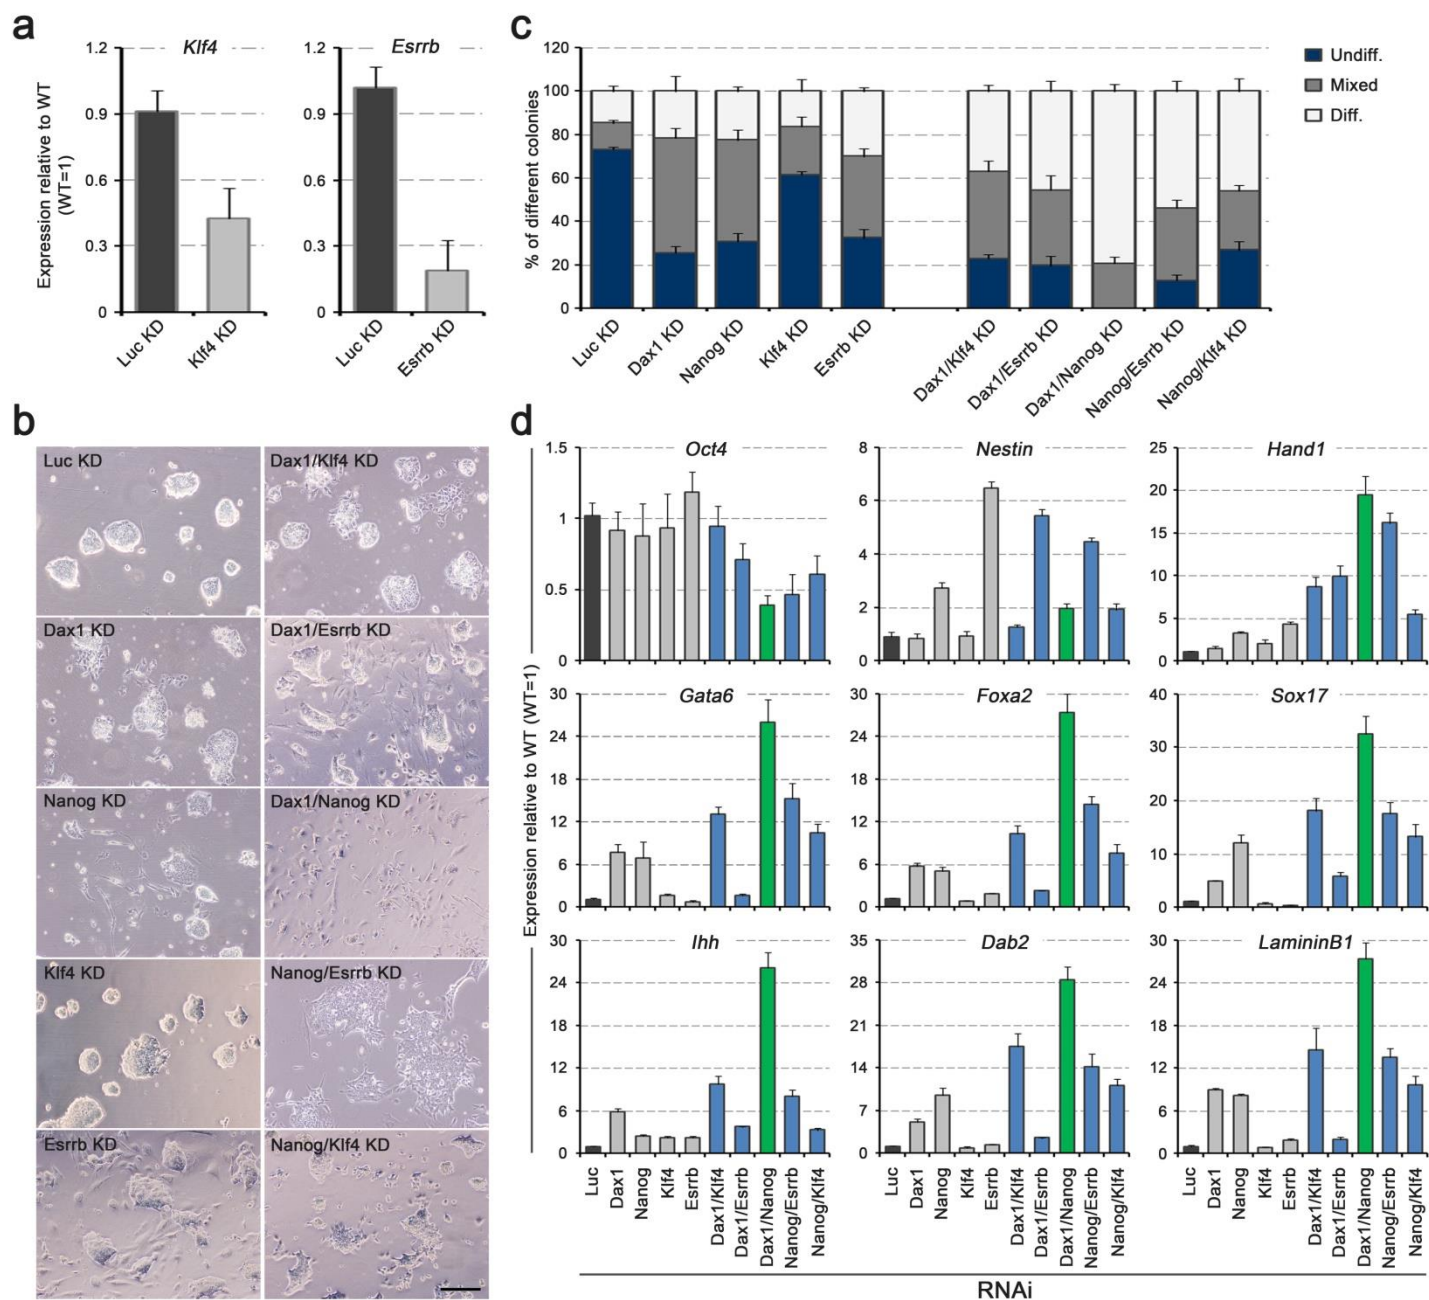 a
Klf4
Esrrb
Expression relative to WT
(WT=1)
1.2
0.9
0.6
0.3
0
1.2
0.9
0.6
0.3
0
Luc KD
Klf4 KD
Luc KD
Esrrb KD
c
% of different colonies
120
100
80
60
40
20
0
Luc KD
Dax1 KD
Nanog KD
Klf4 KD
Esrrb KD
Dax1/Klf4 KD
Dax1/Esrrb KD
Dax1/Nanog KD
Nanog/Esrrb KD
Nanog/Klf4 KD
Undiff.
Mixed
Diff.
b
Luc KD
Dax1/Klf4 KD
Dax1 KD
Dax1/Esrrb KD
Nanog KD
Dax1/Nanog KD
Klf4 KD
Nanog/Esrrb KD
Esrrb KD
Nanog/Klf4 KD
d
Expression relative to WT (WT=1)
Oct4
1.5
1
0.5
0
Nestin
8
6
4
2
0
Hand1
25
20
15
10
5
0
Gata6
30
24
18
12
6
0
Foxa2
30
24
18
12
6
0
Sox17
40
30
20
10
0
Ihh
30
24
18
12
6
0
Dab2
35
28
21
14
7
0
LamininB1
30
24
18
12
6
0
Luc
Dax1
Nanog
Klf4
Esrrb
Dax1/Klf4
Dax1/Esrrb
Dax1/Nanog
Nanog/Esrrb
Nanog/Klf4
Luc
Dax1
Nanog
Klf4
Esrrb
Dax1/Klf4
Dax1/Esrrb
Dax1/Nanog
Nanog/Esrrb
Nanog/Klf4
Luc
Dax1
Nanog
Klf4
Esrrb
Dax1/Klf4
Dax1/Esrrb
Dax1/Nanog
Nanog/Esrrb
Nanog/Klf4
RNAi